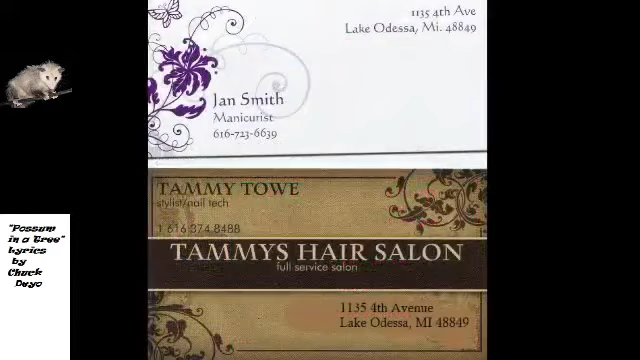 1135 4th Ave
Lake Odessa, Mi. 48849
Jan Smith
Manicurist
616-723-6639
TAMMY TOWE
stylist/nail tech
1 616 374 8488
TAMMYS HAIR SALON
full service salon
1135 4th Avenue
Lake Odessa, MI 48849
"Possum
in a Tree"
Lyrics
by
Chuck
Deyo